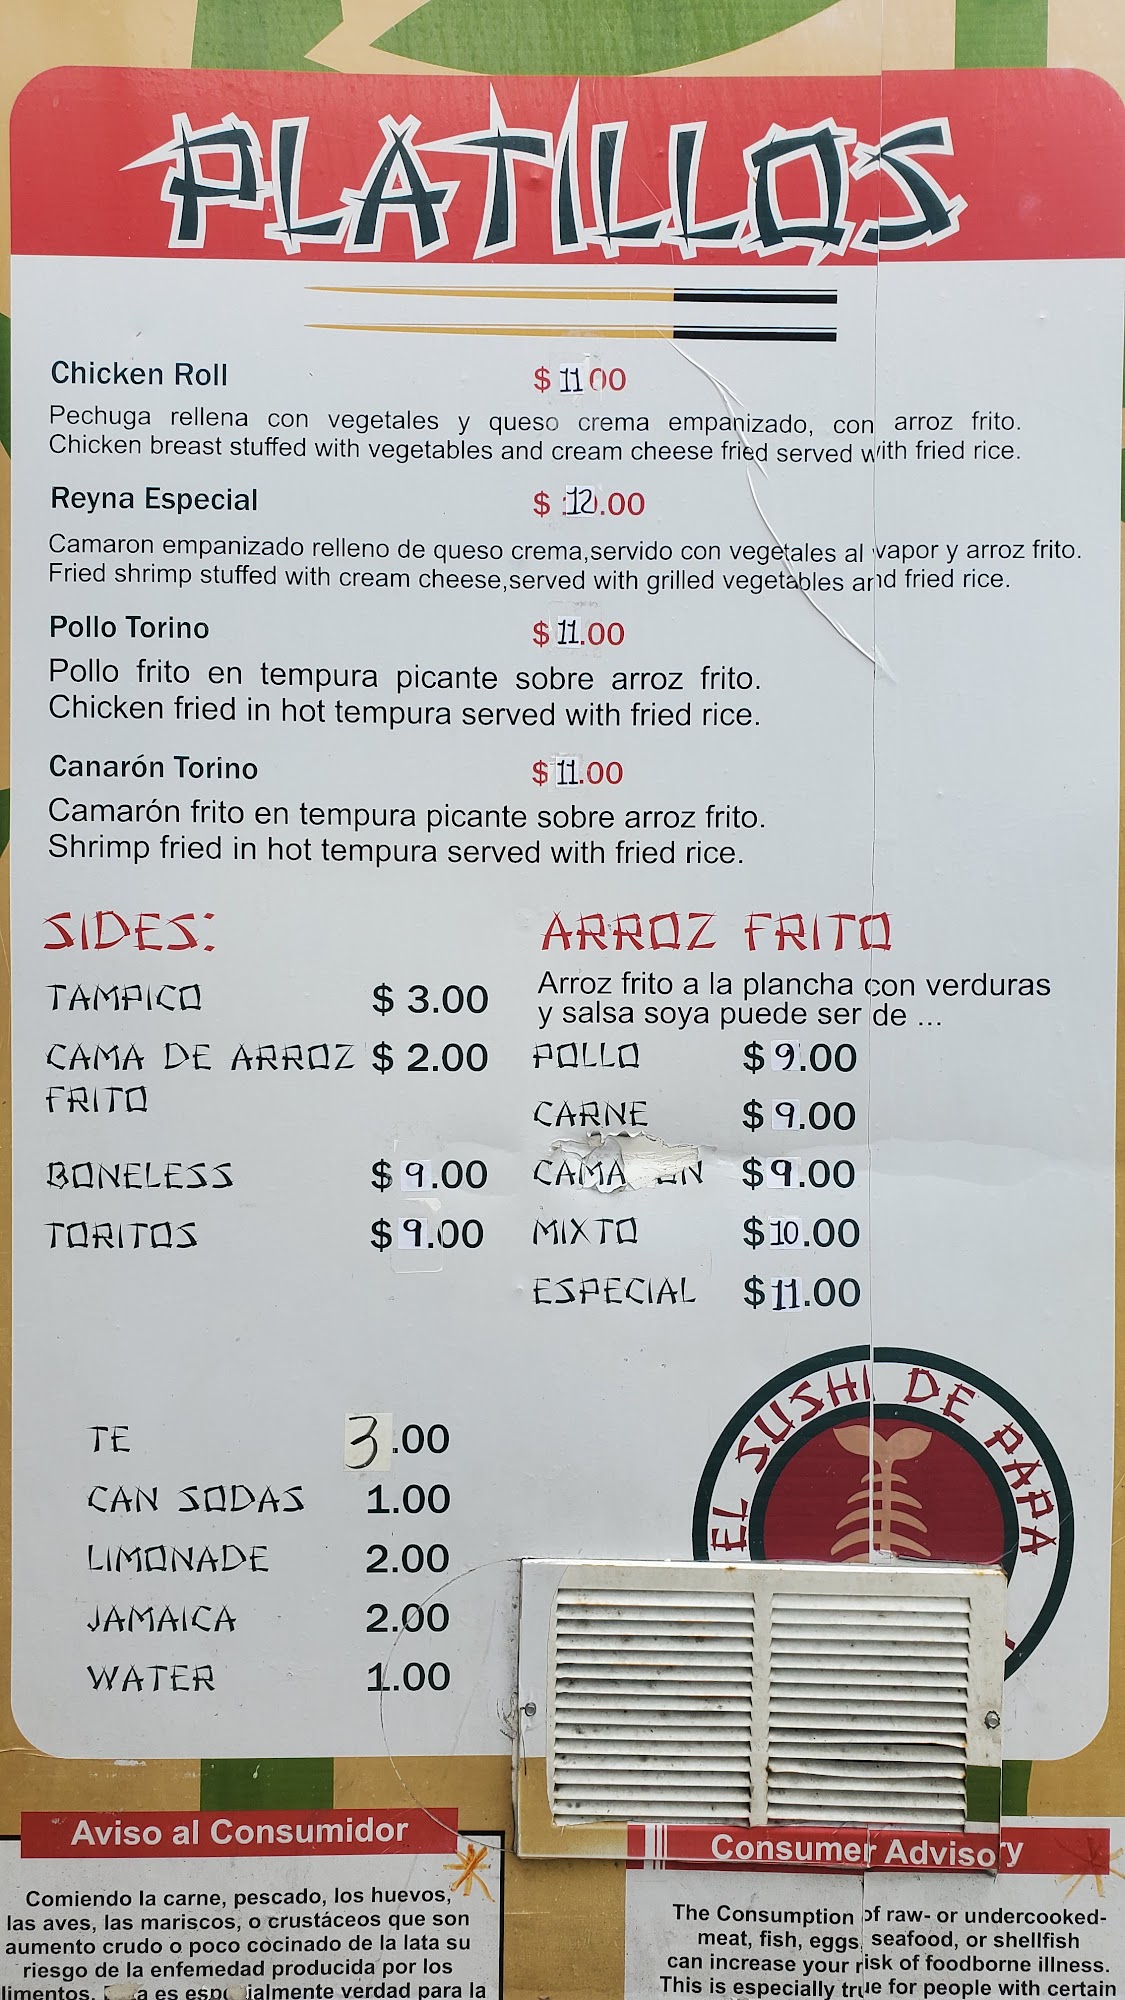 PLATILLOS
Chicken Roll $ 11 00
Pechuga rellena con vegetales y queso crema empanizado, con arroz frito.
Chicken breast stuffed with vegetables and cream cheese fried served with fried rice.
Reyna Especial $ 12.00
Camaron empanizado relleno de queso crema,servido con vegetales al vapor y arroz frito.
Fried shrimp stuffed with cream cheese,served with grilled vegetables and fried rice.
Pollo Torino $ 11.00
Pollo frito en tempura picante sobre arroz frito.
Chicken fried in hot tempura served with fried rice.
Canarón Torino $ 11.00
Camarón frito en tempura picante sobre arroz frito.
Shrimp fried in hot tempura served with fried rice.
SIDES:
TAMPICO $ 3.00
CAMA DE ARROZ $ 2.00
FRITO
BONELESS $ 9.00
TORITOS $ 9.00
ARROZ FRITO
Arroz frito a la plancha con verduras
y salsa soya puede ser de ...
POLLO $ 9.00
CARNE $ 9.00
CAMA ON $ 9.00
MIXTO $ 10.00
ESPECIAL $ 11.00
TE 3.00
CAN SODAS 1.00
LIMONADE 2.00
JAMAICA 2.00
WATER 1.00
EL SUSHI DE PAPA
Aviso al Consumidor
Comiendo la carne, pescado, los huevos,
las aves, las mariscos, o crustáceos que son
aumento crudo o poco cocinado de la lata su
riesgo de la enfemedad producida por los
limentos. a es especialmente verdad para la
Consumer Advisory
The Consumption of raw- or undercooked-
meat, fish, eggs, seafood, or shellfish
can increase your risk of foodborne illness.
This is especially true for people with certain